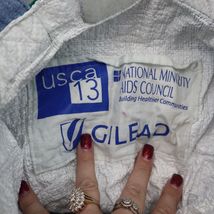 usca
13
NATIONAL MINORITY
AIDS COUNCIL
Building Healthier Communities
GILEAD